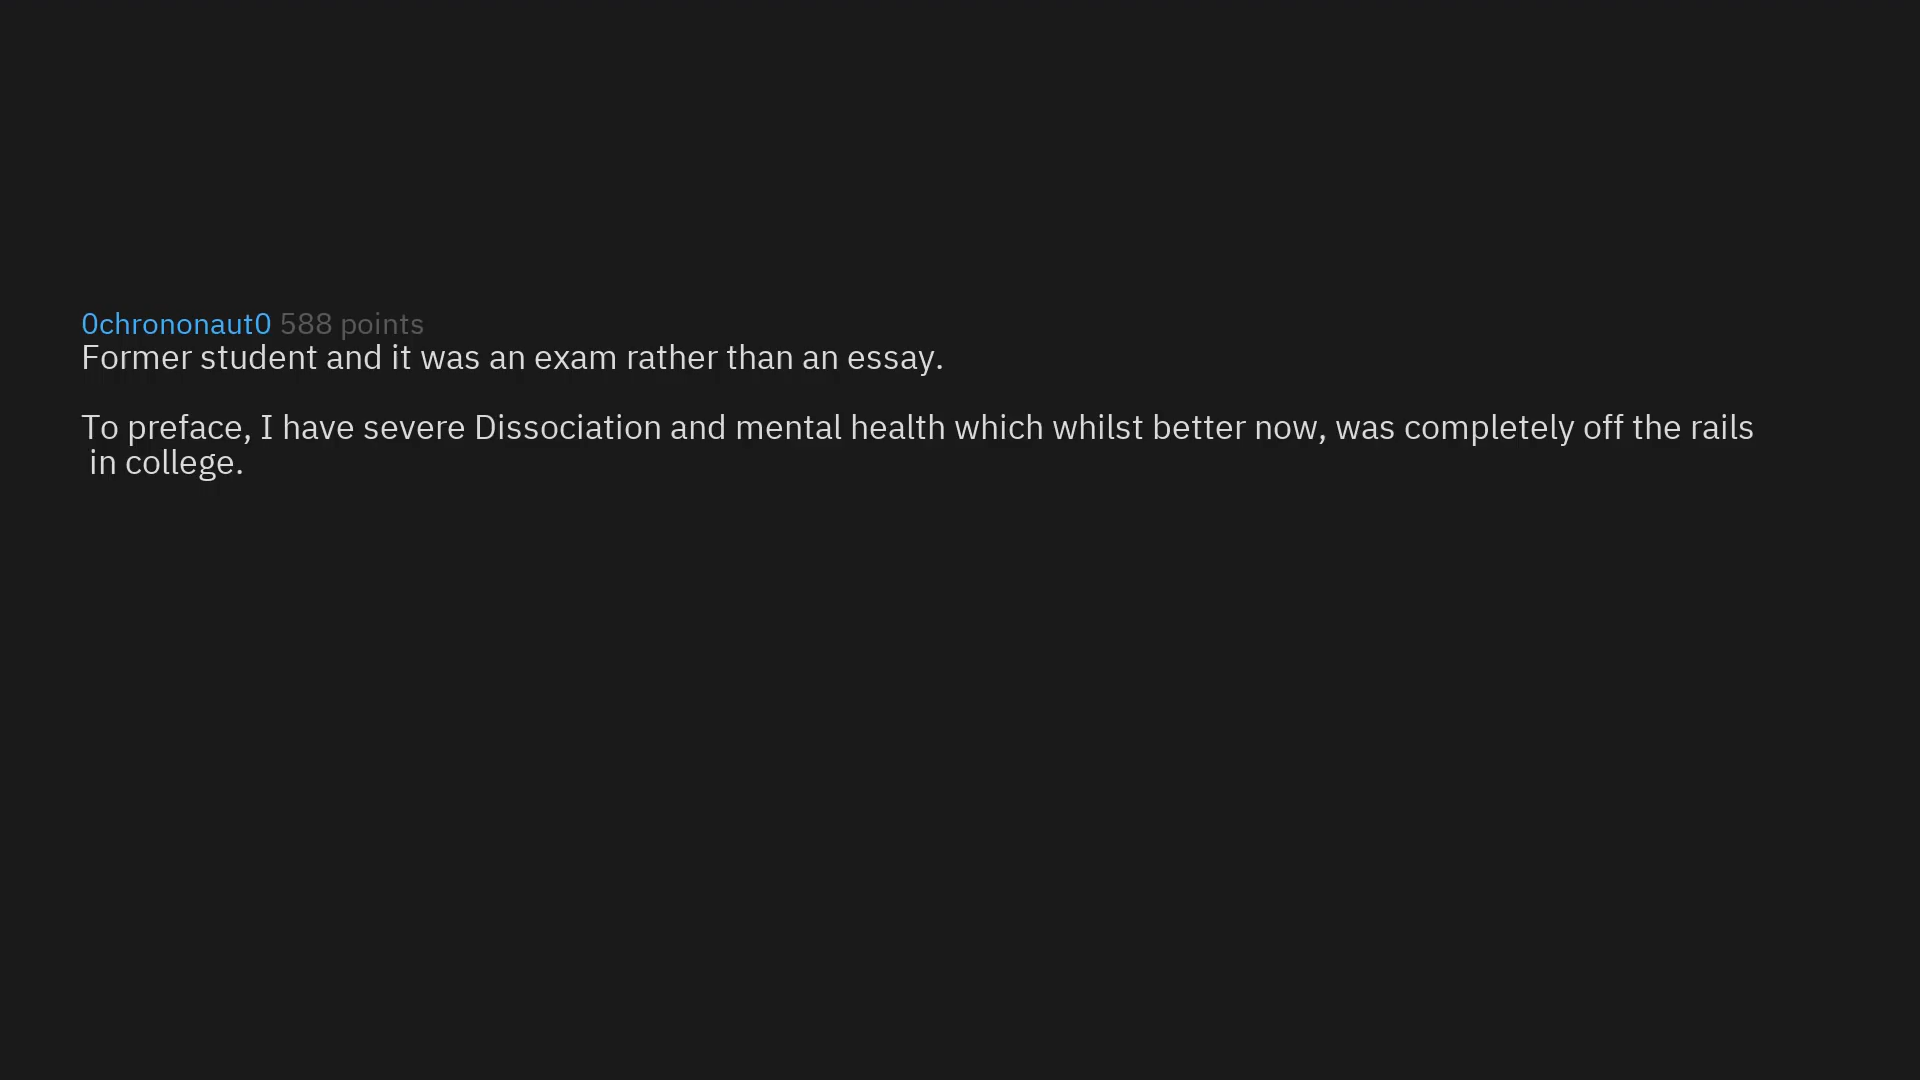 0chrononaut0 588 points
Former student and it was an exam rather than an essay.
To preface, I have severe Dissociation and mental health which whilst better now, was completely off the rails
in college.